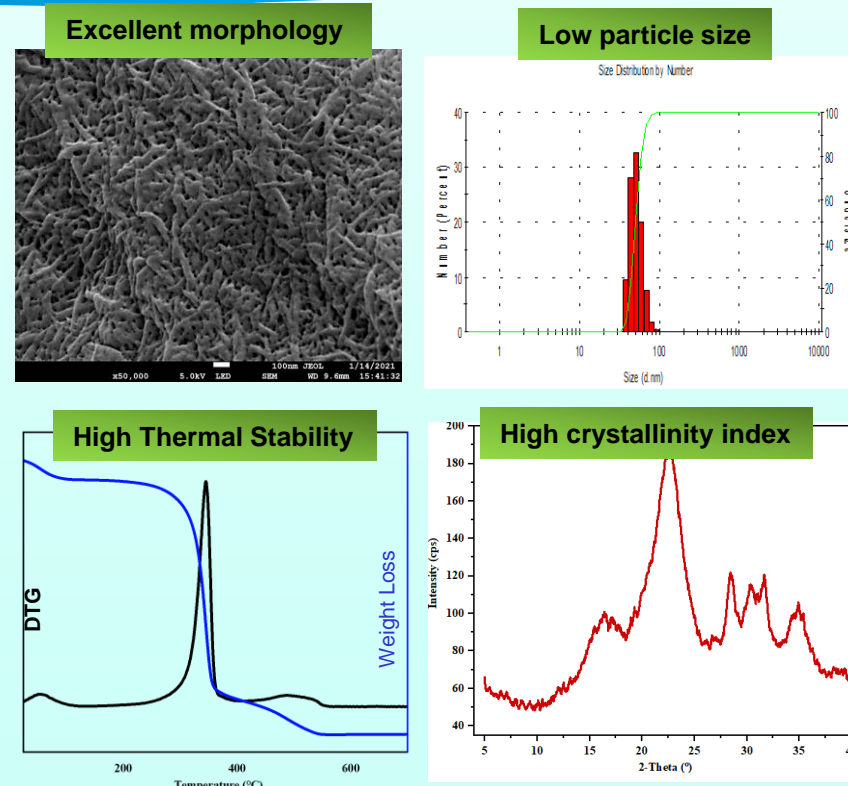 Excellent morphology
Low particle size
Size Distribution by Number
Number (Percent)
40
30
20
10
0
100
80
60
40
20
0
1
10
100
1000
10000
Size (d.nm)
100nm JEOL 1/14/2021
x50,000 5.0kV LED SEM WD 9.6mm 15:41:32
High Thermal Stability
DTG
Weight Loss
200
400
600
Temperature (°C)
High crystallinity index
Intensity (cps)
200
180
160
140
120
100
80
60
40
5
10
15
20
25
30
35
2-Theta (°)